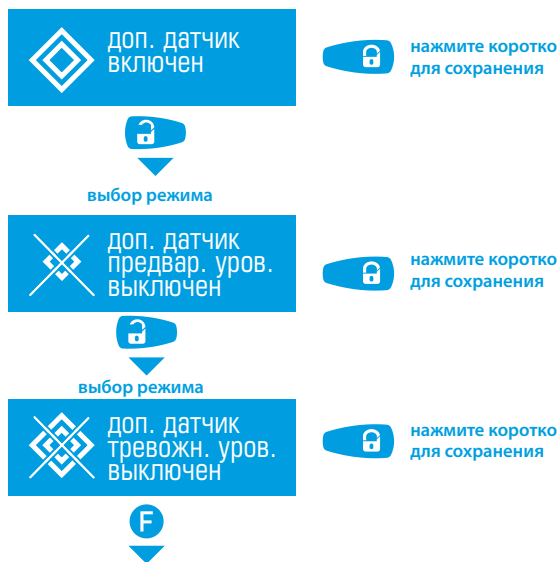 доп. датчик
включен
нажмите коротко
для сохранения
выбор режима
доп. датчик
предвар. уров.
выключен
нажмите коротко
для сохранения
выбор режима
доп. датчик
тревожн. уров.
выключен
нажмите коротко
для сохранения
F